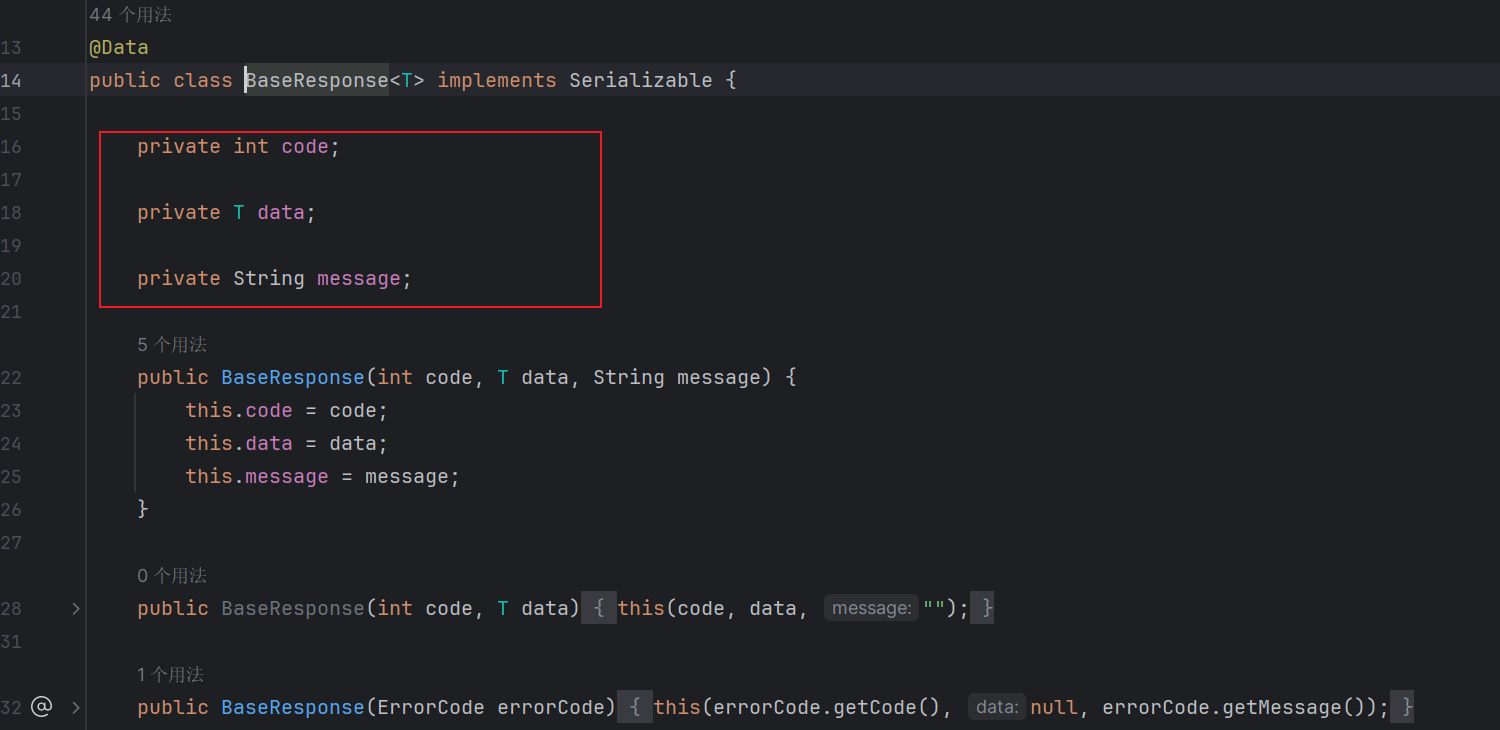 44 个用法
13 @Data
14 public class BaseResponse<T> implements Serializable {
15
16 private int code;
17
18 private T data;
19
20 private String message;
21
5 个用法
22 public BaseResponse(int code, T data, String message) {
23 this.code = code;
24 this.data = data;
25 this.message = message;
26 }
27
0 个用法
28 public BaseResponse(int code, T data) { this(code, data, message: ""); }
31
1 个用法
32 @ public BaseResponse(ErrorCode errorCode) { this(errorCode.getCode(), data: null, errorCode.getMessage()); }